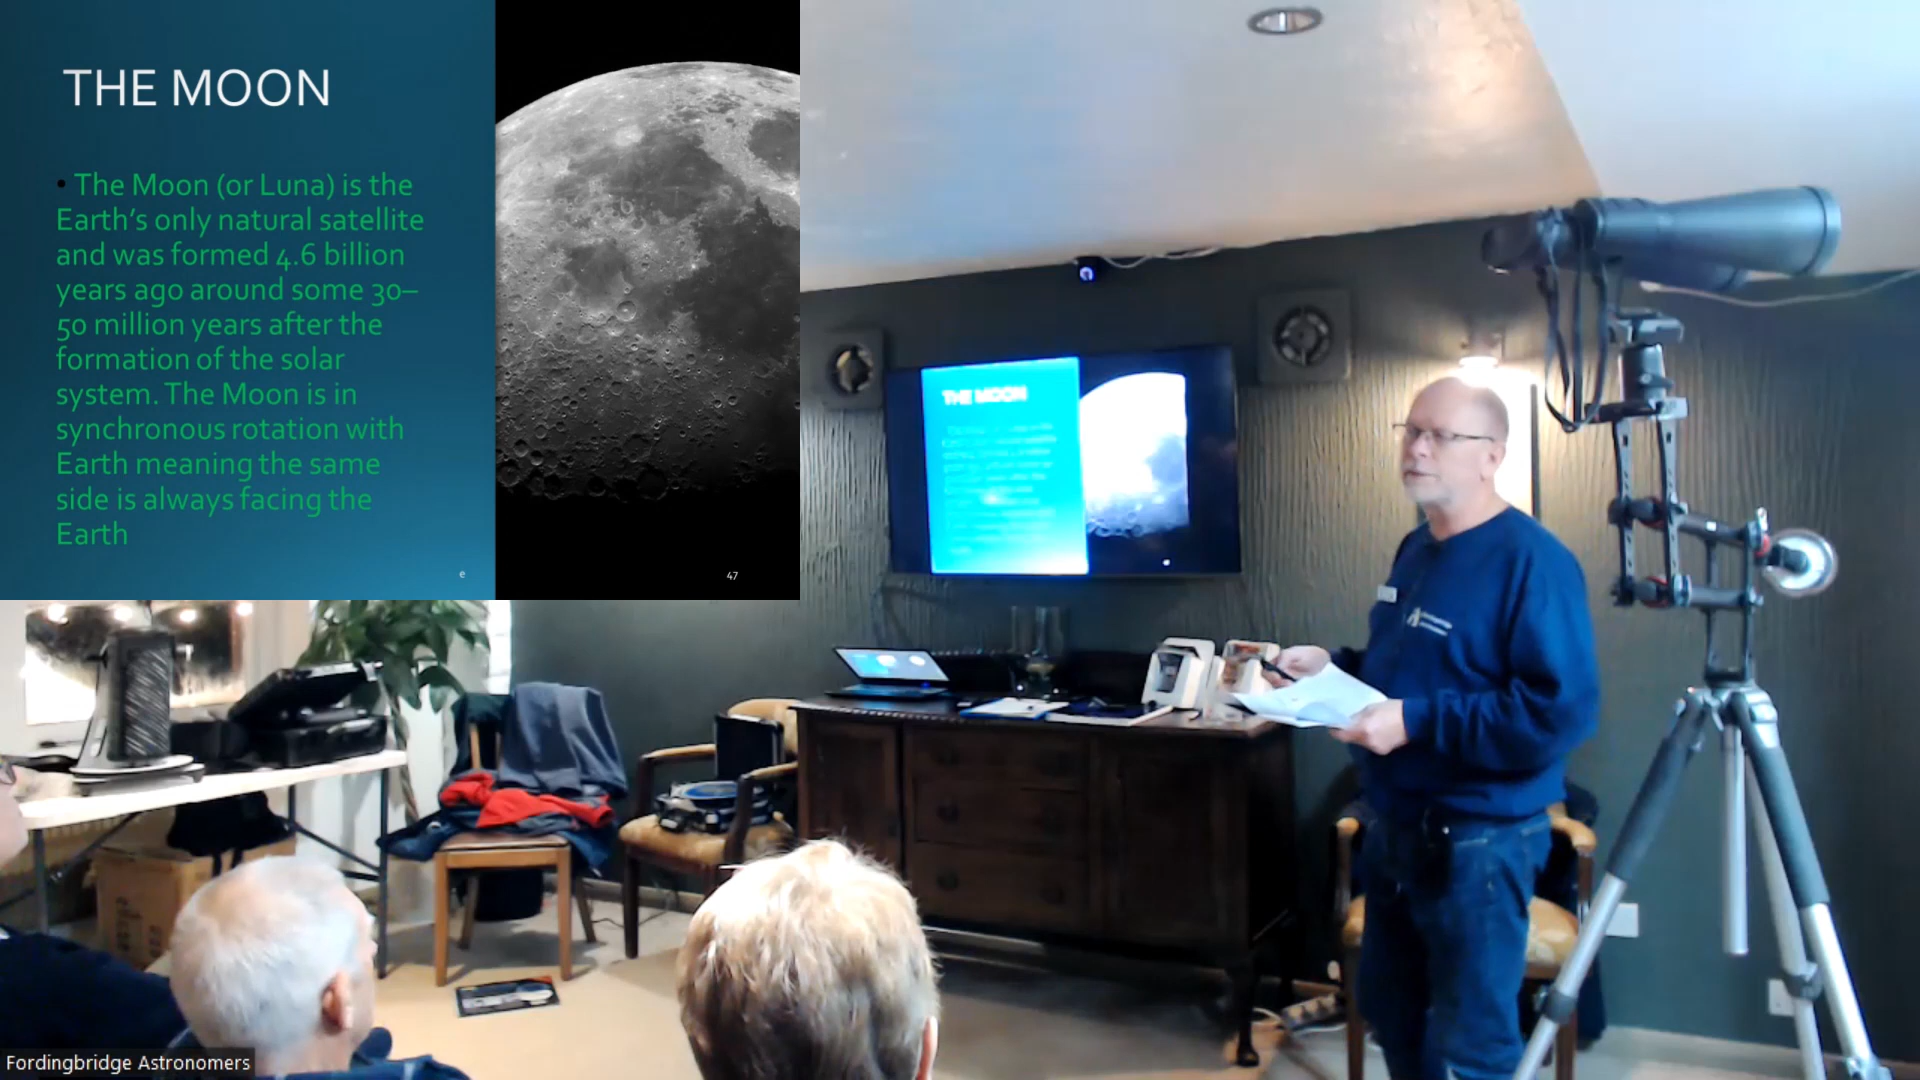 THE MOON
• The Moon (or Luna) is the
Earth’s only natural satellite
and was formed 4.6 billion
years ago around some 30–
50 million years after the
formation of the solar
system. The Moon is in
synchronous rotation with
Earth meaning the same
side is always facing the
Earth
e
47
THE MOON
Fordingbridge Astronomers